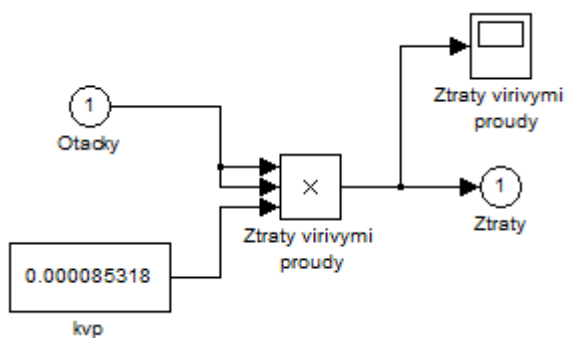 Ztraty virivymi
proudy
1
Otacky
×
1
Ztraty
Ztraty virivymi
proudy
0.000085318
kvp